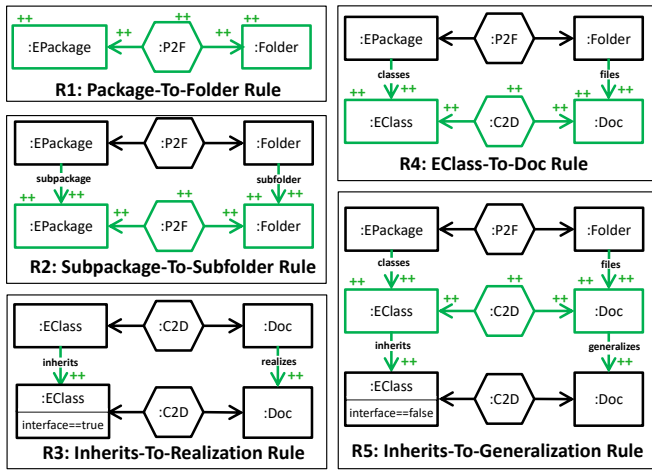 ++ ++ ++
:EPackage :P2F :Folder
R1: Package-To-Folder Rule
:EPackage :P2F :Folder
subpackage subfolder
++ ++ ++ ++ ++ ++ ++
:EPackage :P2F :Folder
R2: Subpackage-To-Subfolder Rule
:EClass :C2D :Doc
inherits realizes
++ ++
:EClass :C2D :Doc
interface==true
R3: Inherits-To-Realization Rule
:EPackage :P2F :Folder
classes files
++ ++ ++ ++ ++ ++ ++
:EClass :C2D :Doc
R4: EClass-To-Doc Rule
:EPackage :P2F :Folder
classes files
++ ++ ++ ++ ++ ++ ++
:EClass :C2D :Doc
inherits generalizes
++ ++
:EClass :C2D :Doc
interface==false
R5: Inherits-To-Generalization Rule